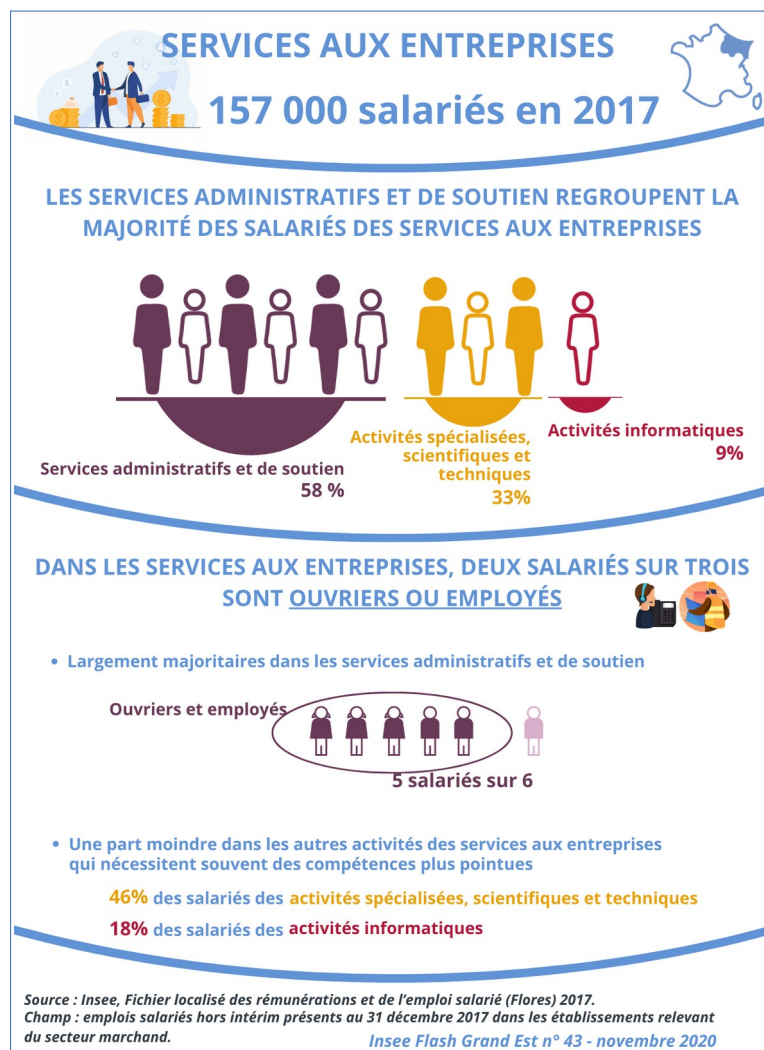 SERVICES AUX ENTREPRISES
157 000 salariés en 2017
LES SERVICES ADMINISTRATIFS ET DE SOUTIEN REGROUPENT LA
MAJORITÉ DES SALARIÉS DES SERVICES AUX ENTREPRISES
Services administratifs et de soutien
58 %
Activités spécialisées,
scientifiques et
techniques
33%
Activités informatiques
9%
DANS LES SERVICES AUX ENTREPRISES, DEUX SALARIÉS SUR TROIS
SONT OUVRIERS OU EMPLOYÉS
• Largement majoritaires dans les services administratifs et de soutien
Ouvriers et employés
5 salariés sur 6
• Une part moindre dans les autres activités des services aux entreprises
qui nécessitent souvent des compétences plus pointues
46% des salariés des activités spécialisées, scientifiques et techniques
18% des salariés des activités informatiques
Source : Insee, Fichier localisé des rémunérations et de l'emploi salarié (Flores) 2017.
Champ : emplois salariés hors intérim présents au 31 décembre 2017 dans les établissements relevant
du secteur marchand.
Insee Flash Grand Est n° 43 - novembre 2020